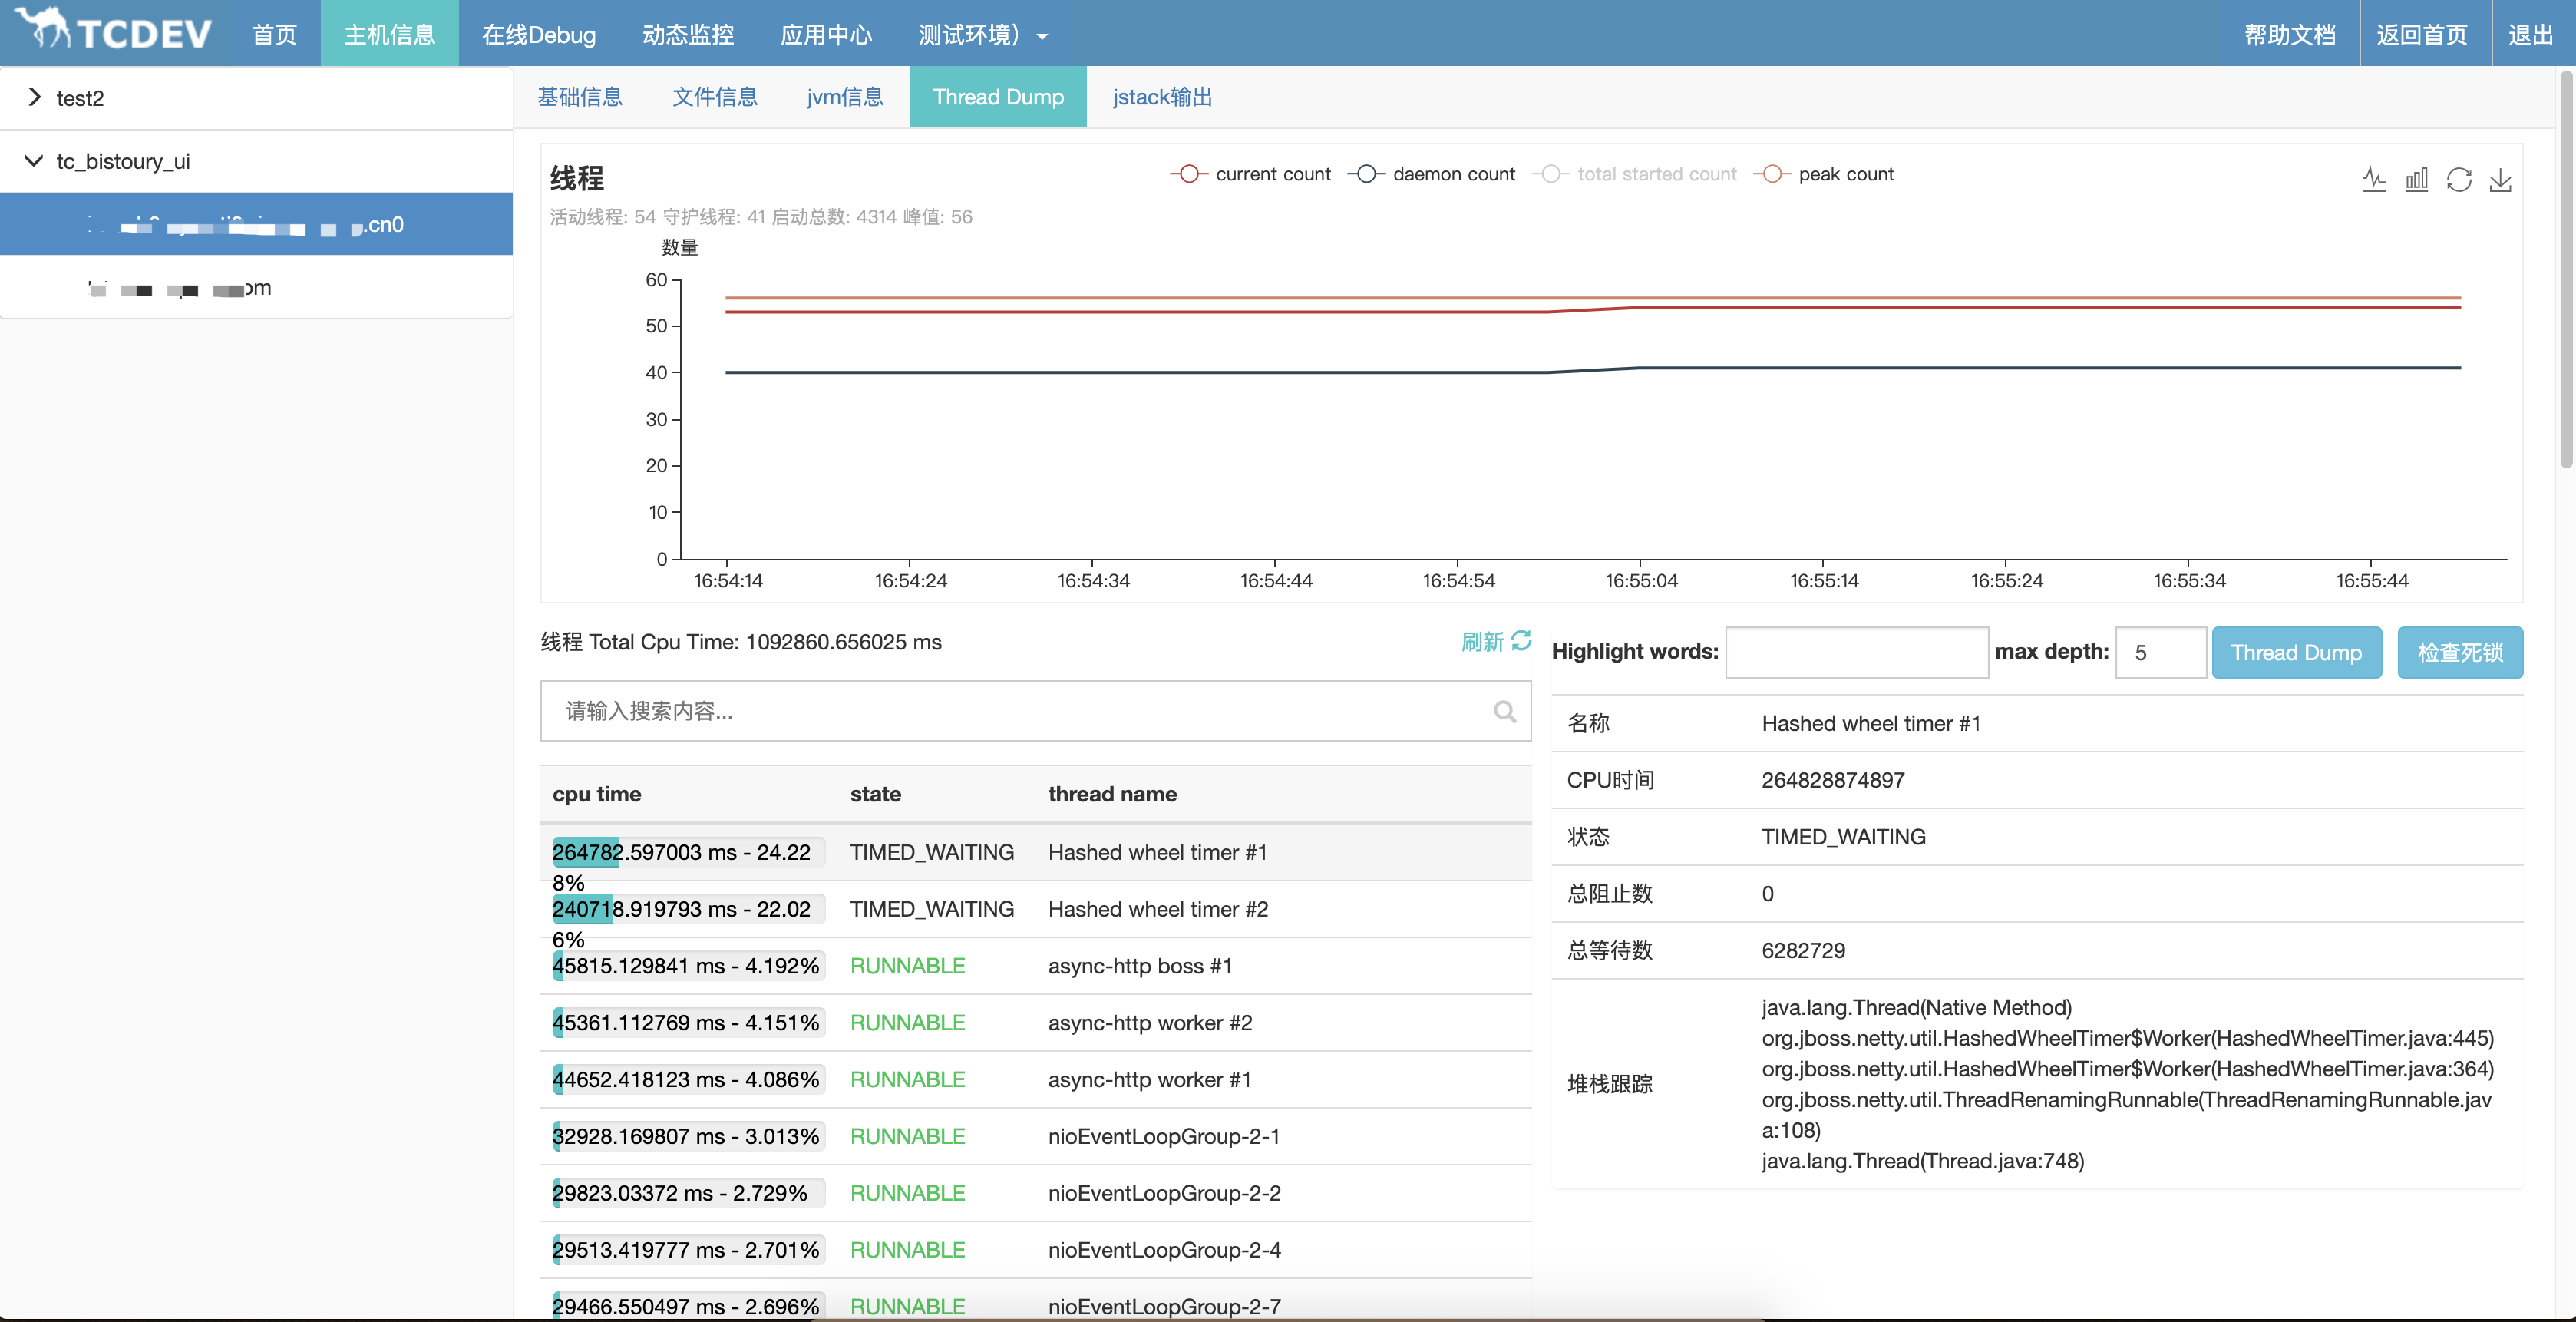 TCDEV 首页 主机信息 在线Debug 动态监控 应用中心 测试环境) 帮助文档 返回首页 退出
test2
tc_bistoury_ui
.cn0
om
基础信息 文件信息 jvm信息 Thread Dump jstack输出
线程
current count daemon count total started count peak count
活动线程: 54 守护线程: 41 启动总数: 4314 峰值: 56
数量
60
50
40
30
20
10
0
16:54:14 16:54:24 16:54:34 16:54:44 16:54:54 16:55:04 16:55:14 16:55:24 16:55:34 16:55:44
线程 Total Cpu Time: 1092860.656025 ms 刷新
请输入搜索内容...
cpu time state thread name
264782.597003 ms - 24.22 TIMED_WAITING Hashed wheel timer #1
8%
240718.919793 ms - 22.02 TIMED_WAITING Hashed wheel timer #2
6%
45815.129841 ms - 4.192% RUNNABLE async-http boss #1
45361.112769 ms - 4.151% RUNNABLE async-http worker #2
44652.418123 ms - 4.086% RUNNABLE async-http worker #1
32928.169807 ms - 3.013% RUNNABLE nioEventLoopGroup-2-1
29823.03372 ms - 2.729% RUNNABLE nioEventLoopGroup-2-2
29513.419777 ms - 2.701% RUNNABLE nioEventLoopGroup-2-4
29466.550497 ms - 2.696% RUNNABLE nioEventLoopGroup-2-7
Highlight words: max depth: 5 Thread Dump 检查死锁
名称 Hashed wheel timer #1
CPU时间 264828874897
状态 TIMED_WAITING
总阻止数 0
总等待数 6282729
堆栈跟踪
java.lang.Thread(Native Method)
org.jboss.netty.util.HashedWheelTimer$Worker(HashedWheelTimer.java:445)
org.jboss.netty.util.HashedWheelTimer$Worker(HashedWheelTimer.java:364)
org.jboss.netty.util.ThreadRenamingRunnable(ThreadRenamingRunnable.jav
a:108)
java.lang.Thread(Thread.java:748)